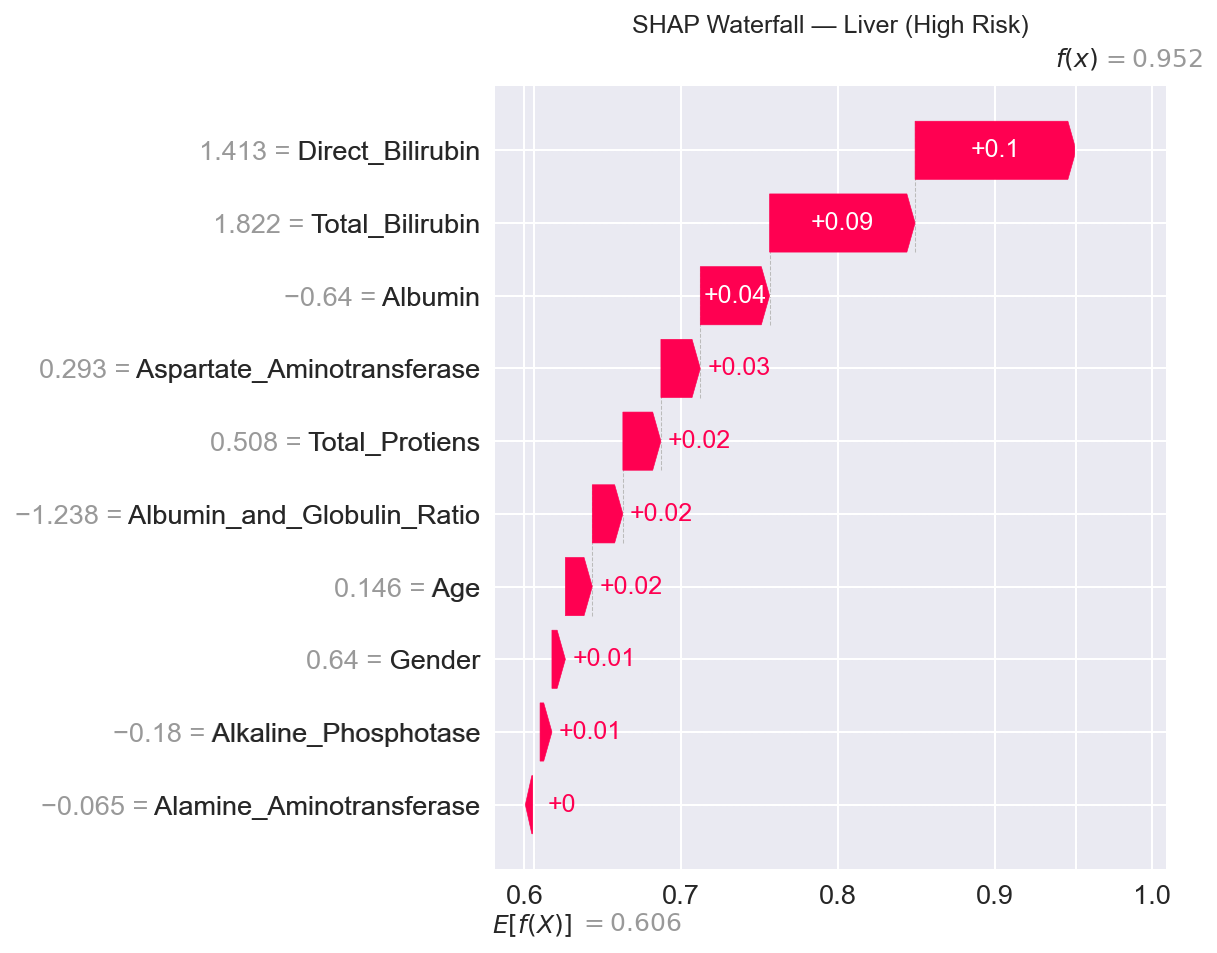 SHAP Waterfall — Liver (High Risk)
f(x) = 0.952
1.413 = Direct_Bilirubin +0.1
1.822 = Total_Bilirubin +0.09
−0.64 = Albumin +0.04
0.293 = Aspartate_Aminotransferase +0.03
0.508 = Total_Protiens +0.02
−1.238 = Albumin_and_Globulin_Ratio +0.02
0.146 = Age +0.02
0.64 = Gender +0.01
−0.18 = Alkaline_Phosphotase +0.01
−0.065 = Alamine_Aminotransferase +0
0.6 0.7 0.8 0.9 1.0
E[f(X)] = 0.606